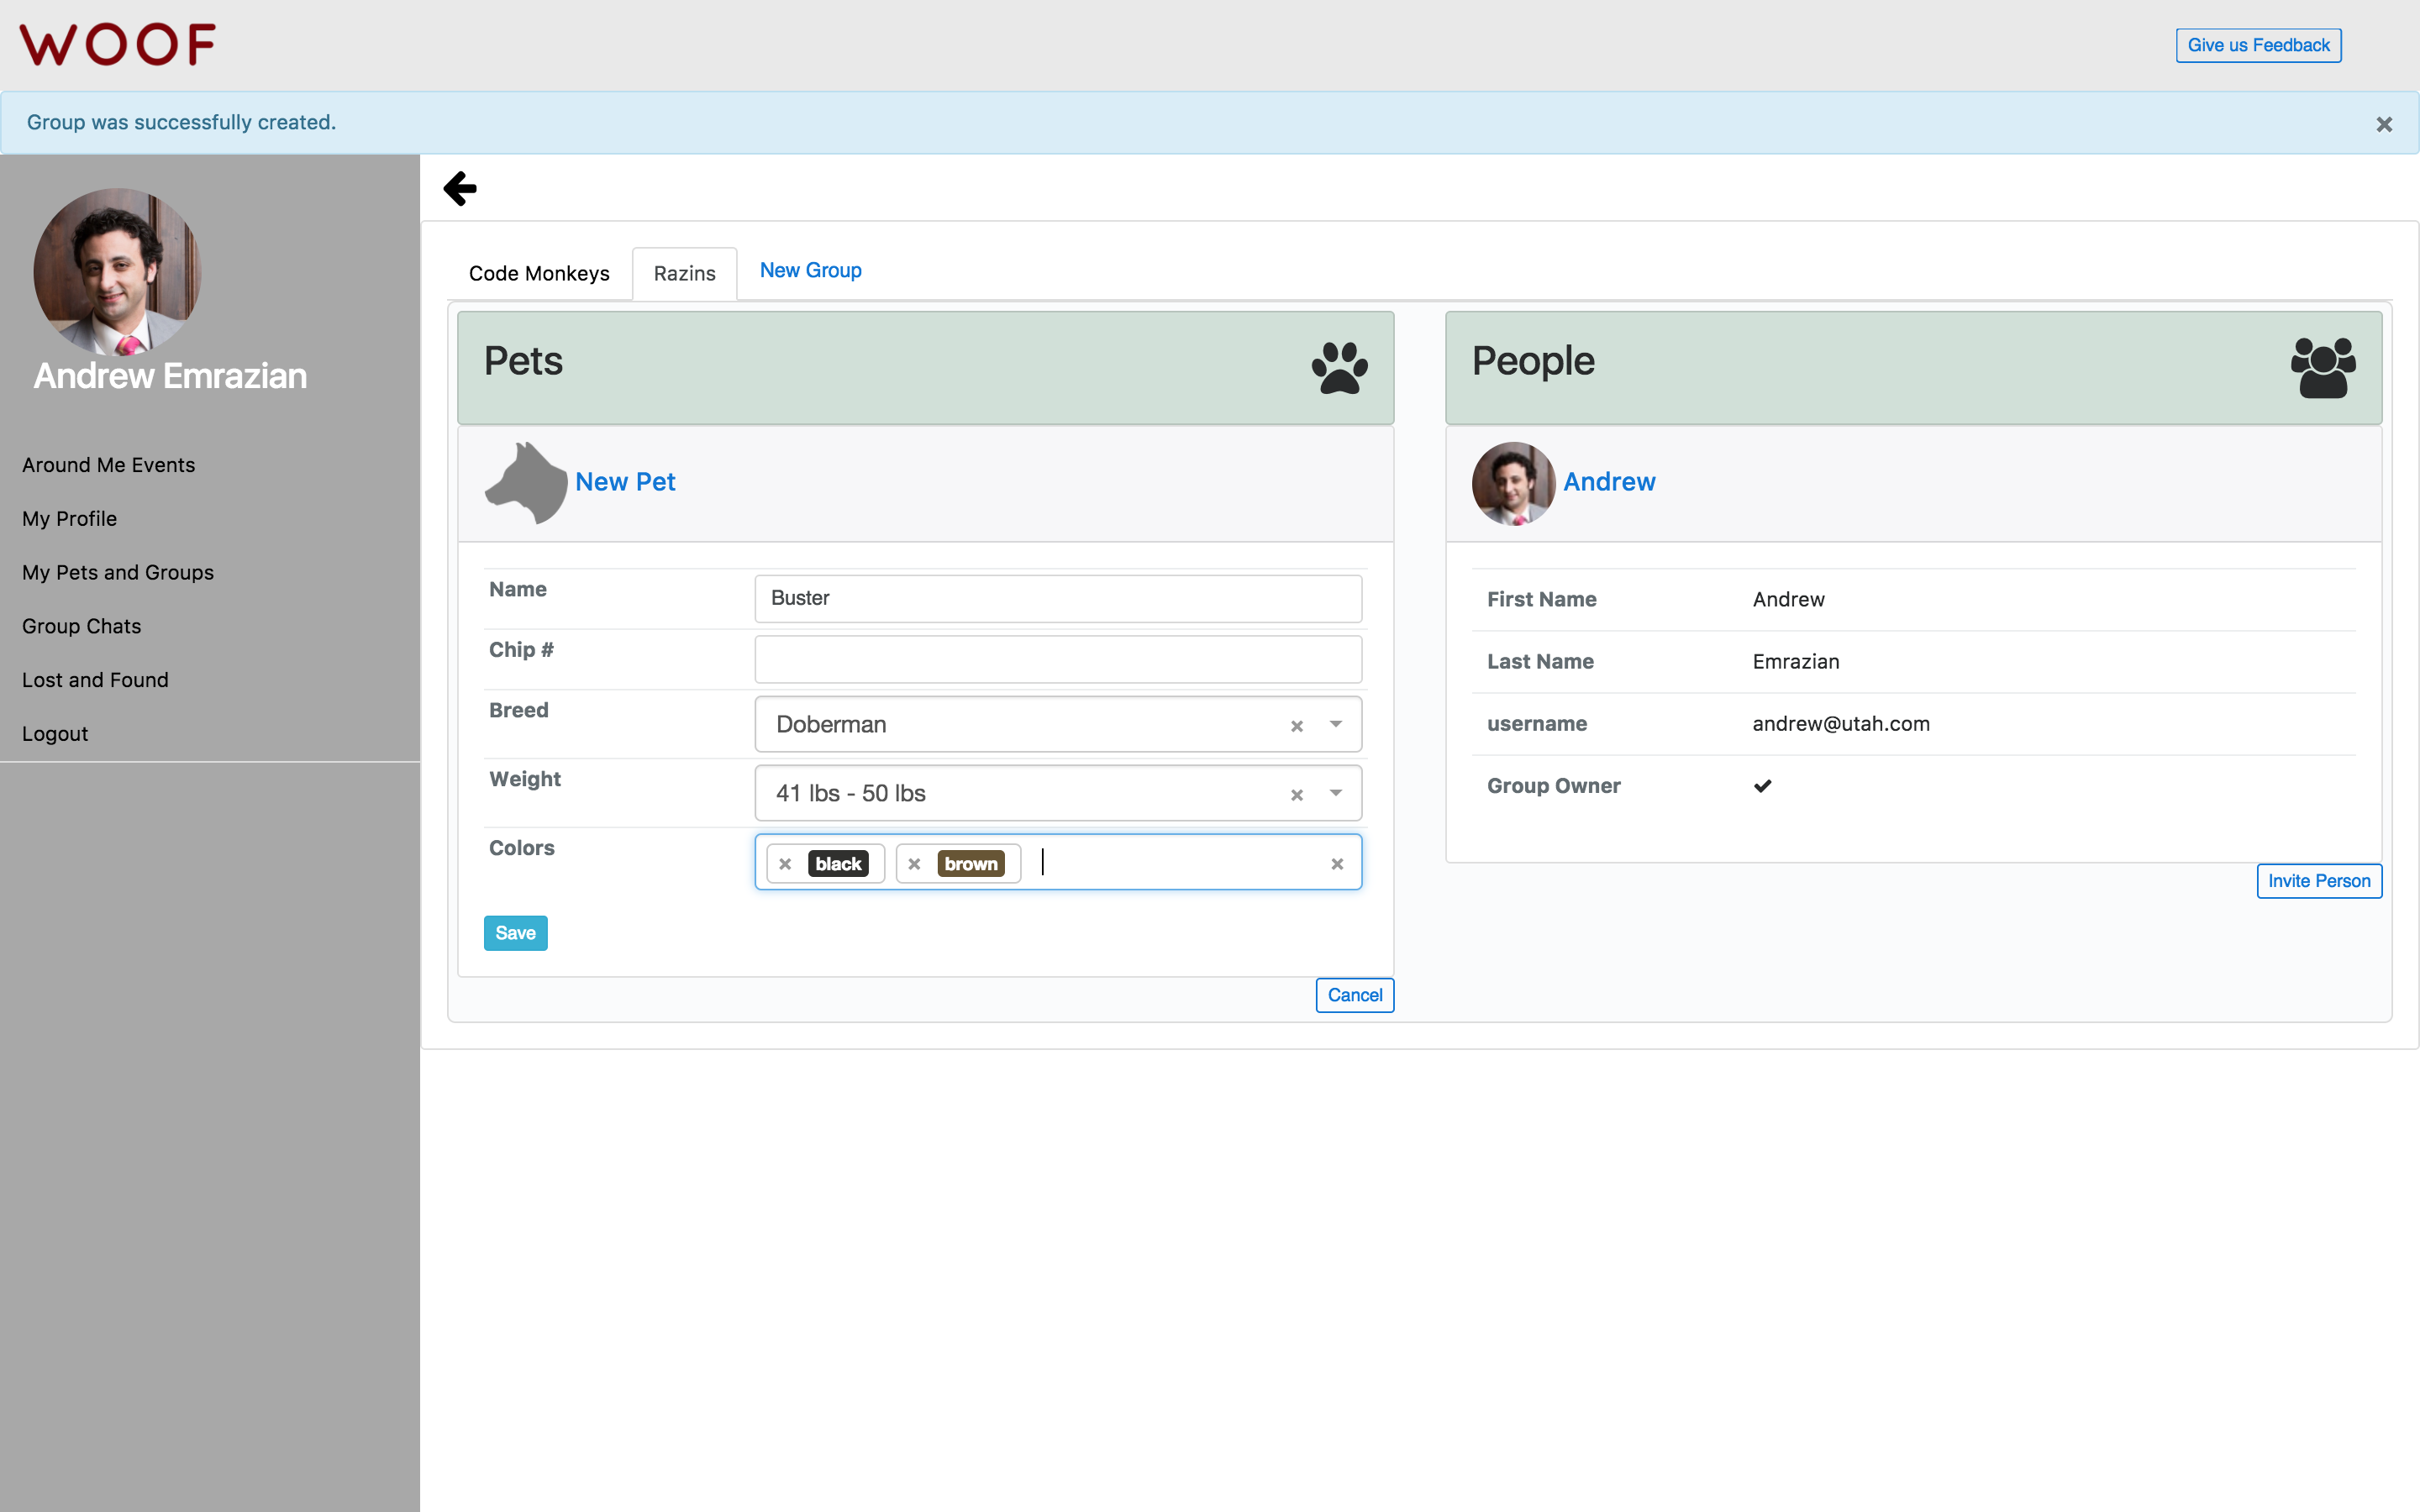 WOOF
Give us Feedback
Group was successfully created.
Andrew Emrazian
Around Me Events
My Profile
My Pets and Groups
Group Chats
Lost and Found
Logout
Code Monkeys
Razins
New Group
Pets
New Pet
Name
Buster
Chip #
Breed
Doberman
Weight
41 lbs - 50 lbs
Colors
black
brown
Save
Cancel
People
Andrew
First Name
Andrew
Last Name
Emrazian
username
andrew@utah.com
Group Owner
Invite Person